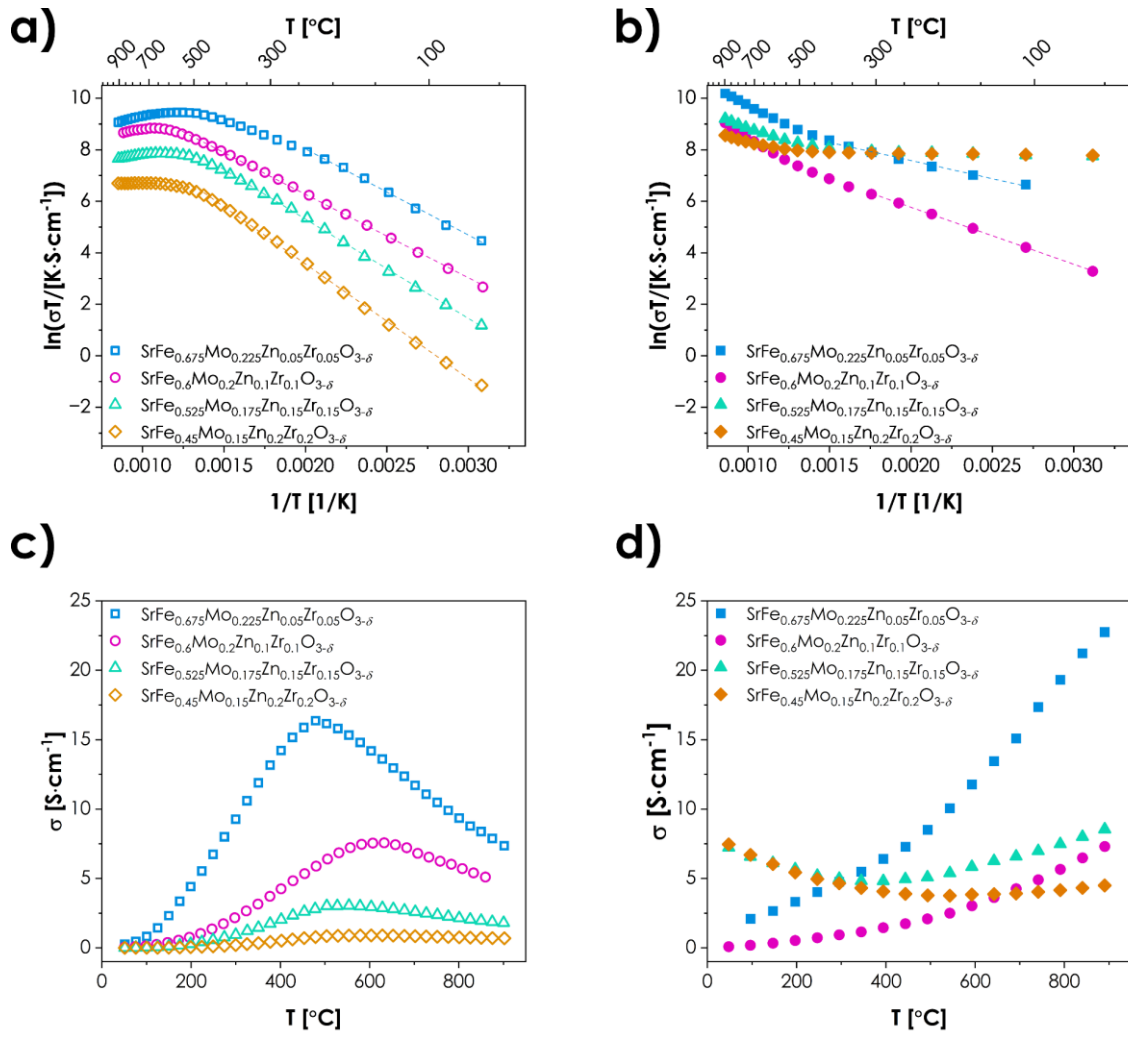 a)
T [°C]
900 700 500 300 100
ln(σT/[K·S·cm⁻¹])
10
8
6
4
2
0
−2
SrFe₀.₆₇₅Mo₀.₂₂₅Zn₀.₀₅Zr₀.₀₅O₃₋δ
SrFe₀.₆Mo₀.₂Zn₀.₁Zr₀.₁O₃₋δ
SrFe₀.₅₂₅Mo₀.₁₇₅Zn₀.₁₅Zr₀.₁₅O₃₋δ
SrFe₀.₄₅Mo₀.₁₅Zn₀.₂Zr₀.₂O₃₋δ
0.0010 0.0015 0.0020 0.0025 0.0030
1/T [1/K]
b)
T [°C]
900 700 500 300 100
ln(σT/[K·S·cm⁻¹])
10
8
6
4
2
0
−2
SrFe₀.₆₇₅Mo₀.₂₂₅Zn₀.₀₅Zr₀.₀₅O₃₋δ
SrFe₀.₆Mo₀.₂Zn₀.₁Zr₀.₁O₃₋δ
SrFe₀.₅₂₅Mo₀.₁₇₅Zn₀.₁₅Zr₀.₁₅O₃₋δ
SrFe₀.₄₅Mo₀.₁₅Zn₀.₂Zr₀.₂O₃₋δ
0.0010 0.0015 0.0020 0.0025 0.0030
1/T [1/K]
c)
σ [S·cm⁻¹]
25
20
15
10
5
0
SrFe₀.₆₇₅Mo₀.₂₂₅Zn₀.₀₅Zr₀.₀₅O₃₋δ
SrFe₀.₆Mo₀.₂Zn₀.₁Zr₀.₁O₃₋δ
SrFe₀.₅₂₅Mo₀.₁₇₅Zn₀.₁₅Zr₀.₁₅O₃₋δ
SrFe₀.₄₅Mo₀.₁₅Zn₀.₂Zr₀.₂O₃₋δ
0 200 400 600 800
T [°C]
d)
σ [S·cm⁻¹]
25
20
15
10
5
0
SrFe₀.₆₇₅Mo₀.₂₂₅Zn₀.₀₅Zr₀.₀₅O₃₋δ
SrFe₀.₆Mo₀.₂Zn₀.₁Zr₀.₁O₃₋δ
SrFe₀.₅₂₅Mo₀.₁₇₅Zn₀.₁₅Zr₀.₁₅O₃₋δ
SrFe₀.₄₅Mo₀.₁₅Zn₀.₂Zr₀.₂O₃₋δ
0 200 400 600 800
T [°C]